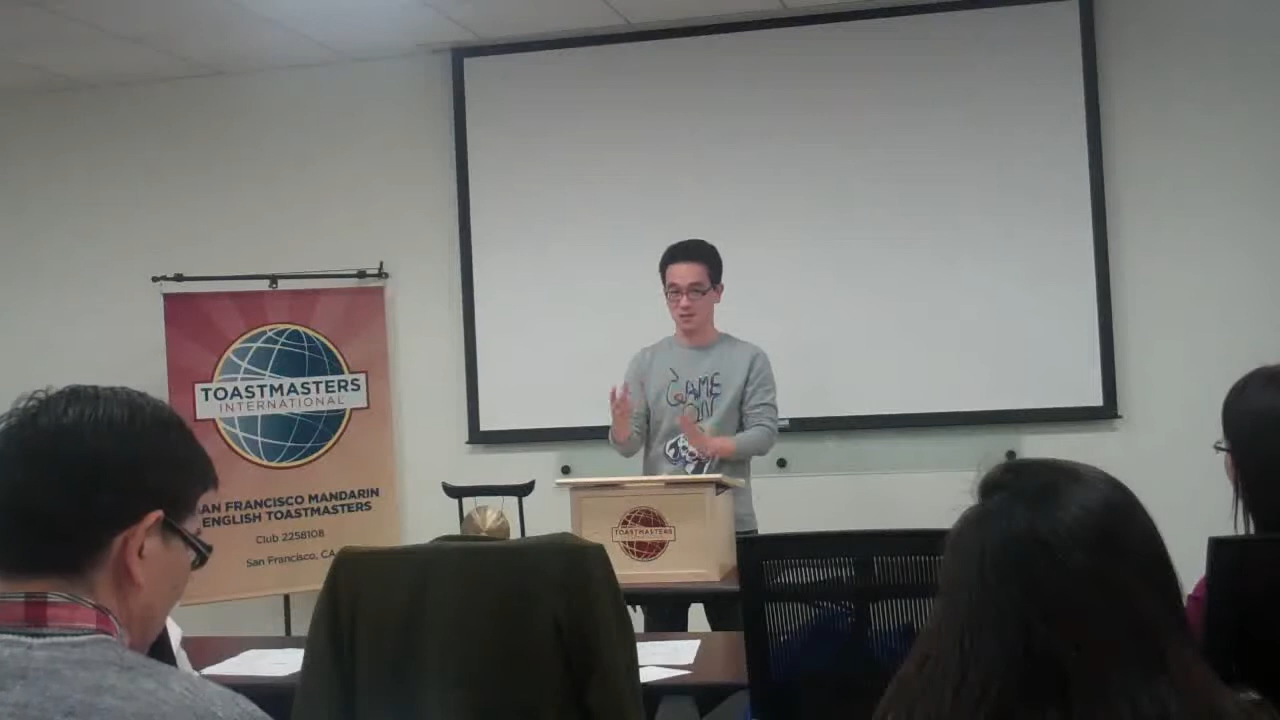 TOASTMASTERS
INTERNATIONAL
SAN FRANCISCO MANDARIN
ENGLISH TOASTMASTERS
Club 2258108
San Francisco, CA
GAME
ON
TOASTMASTERS